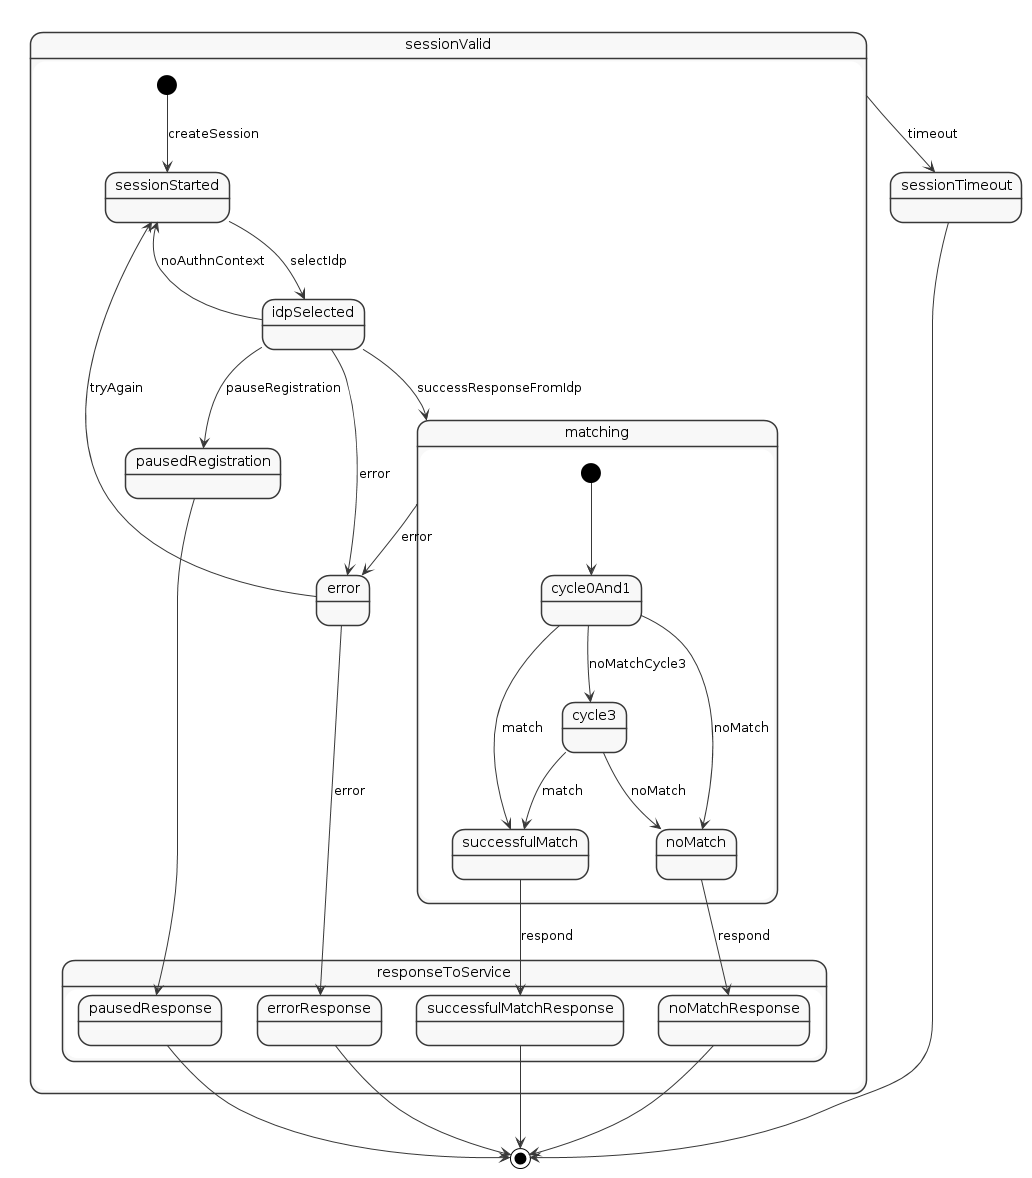 sessionValid
createSession
timeout
sessionStarted
sessionTimeout
noAuthnContext
selectIdp
idpSelected
tryAgain
pauseRegistration
successResponseFromIdp
matching
pausedRegistration
error
error
error
cycle0And1
noMatchCycle3
cycle3
match
noMatch
error
match
noMatch
successfulMatch
noMatch
respond
respond
responseToService
pausedResponse
errorResponse
successfulMatchResponse
noMatchResponse